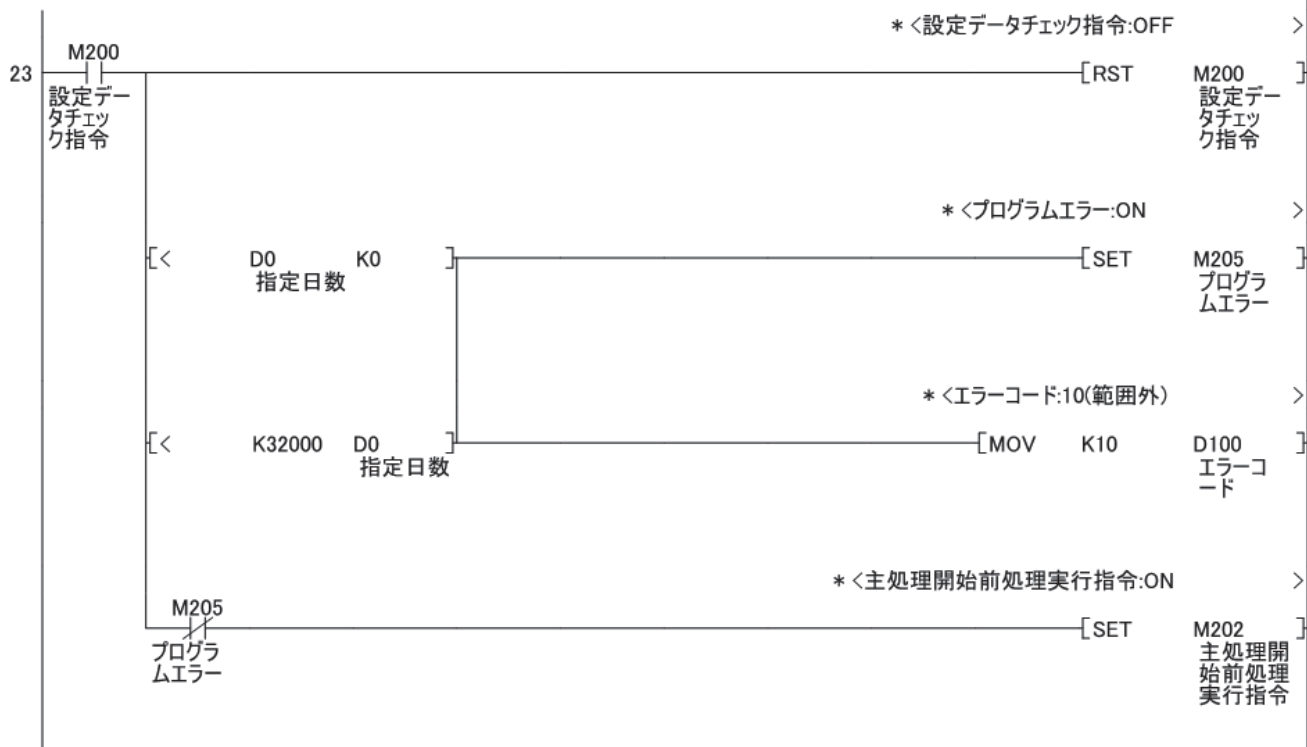 *<設定データチェック指令:OFF >
M200
23
[RST M200 ]
設定デー
タチェッ
ク指令
設定デー
タチェッ
ク指令
*<プログラムエラー:ON >
[< D0 K0 ]
指定日数
[SET M205 ]
プログラ
ムエラー
*<エラーコード:10(範囲外) >
[< K32000 D0 ]
指定日数
[MOV K10 D100 ]
エラーコ
ード
*<主処理開始前処理実行指令:ON >
M205
プログラ
ムエラー
[SET M202 ]
主処理開
始前処理
実行指令